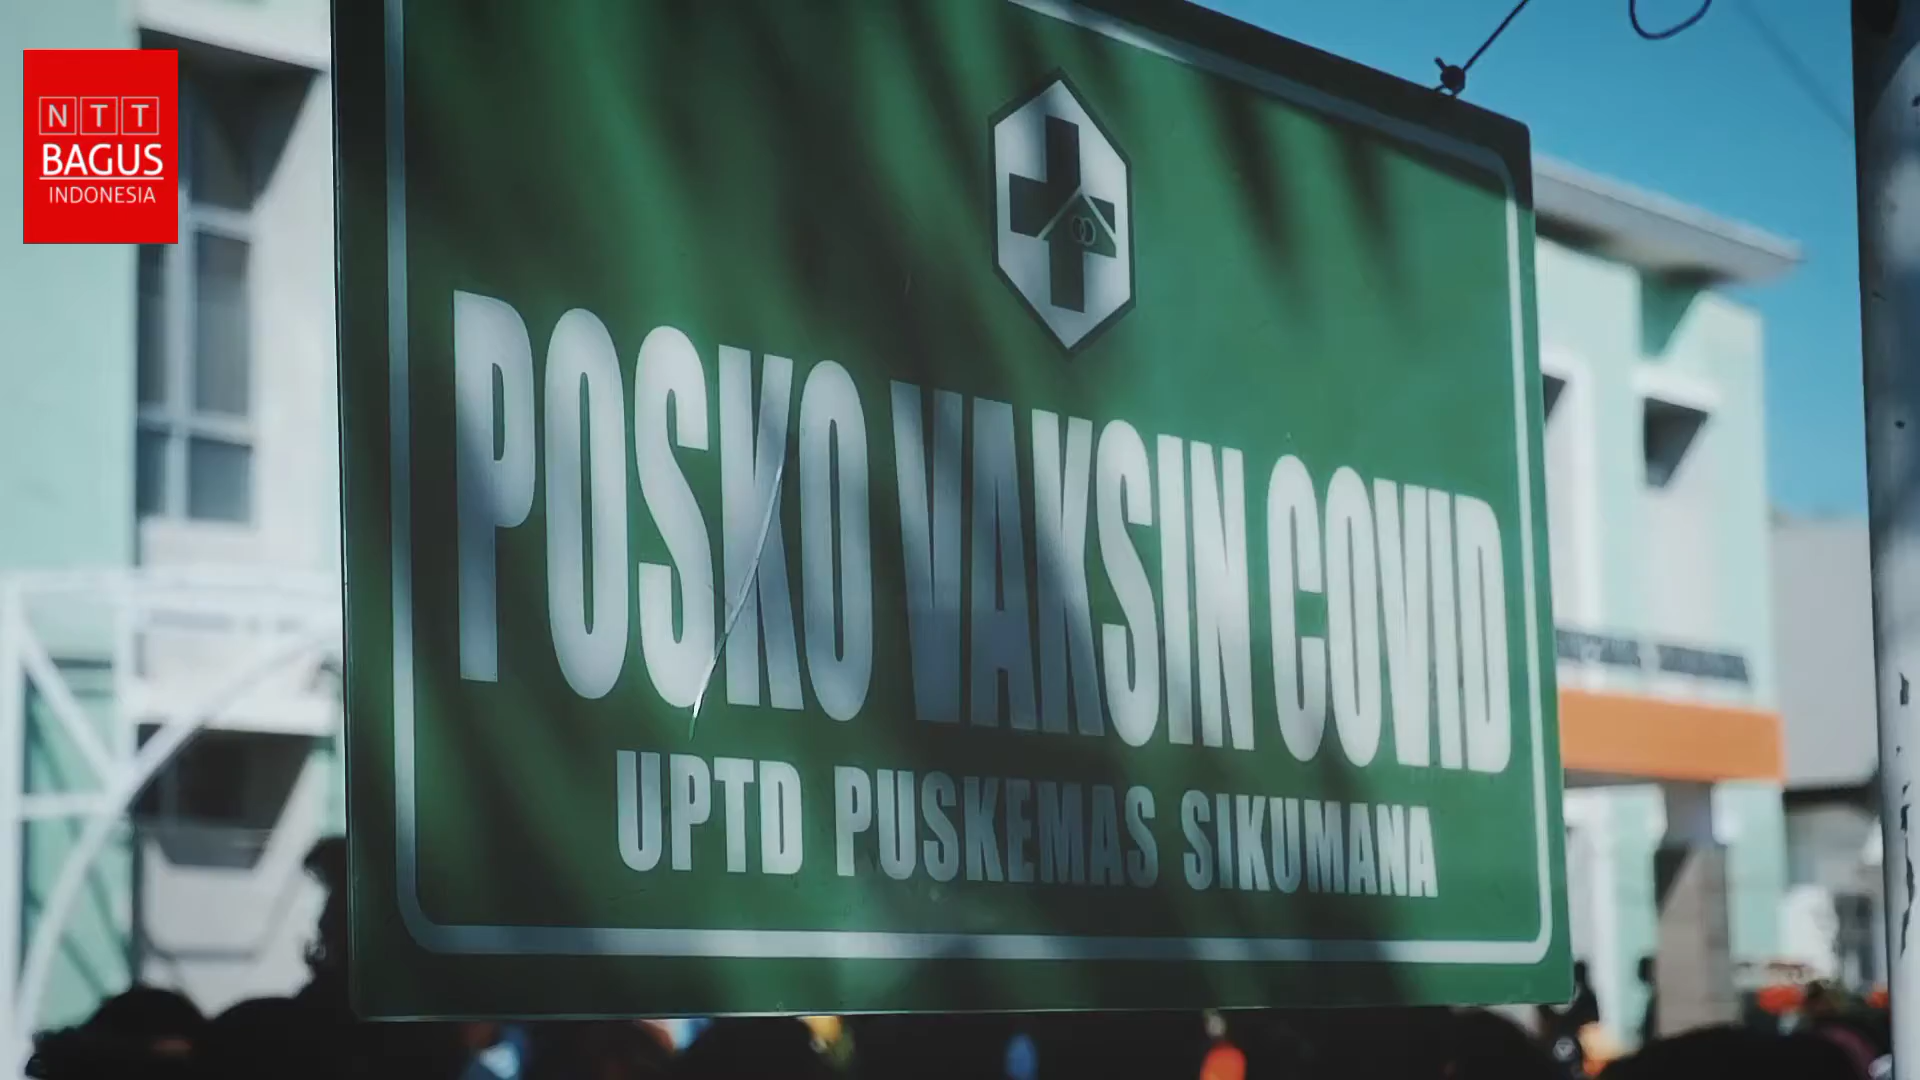 NTT
BAGUS
INDONESIA
POSKO VAKSIN COVID
UPTD PUSKEMAS SIKUMANA